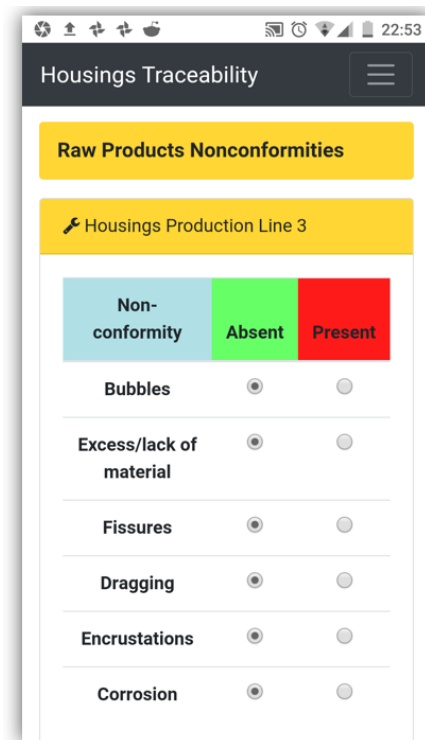 22:53
Housings Traceability
Raw Products Nonconformities
Housings Production Line 3
Non-
conformity Absent Present
Bubbles
Excess/lack of
material
Fissures
Dragging
Encrustations
Corrosion